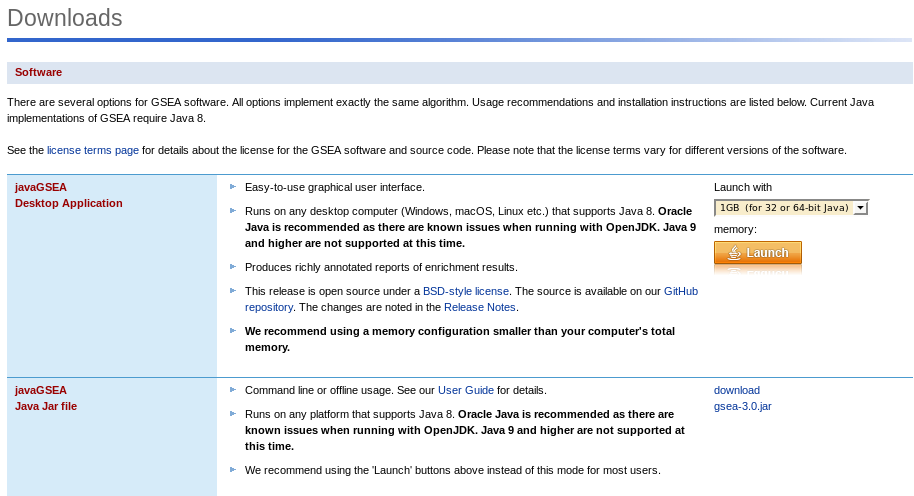 Downloads
Software
There are several options for GSEA software. All options implement exactly the same algorithm. Usage recommendations and installation instructions are listed below. Current Java
implementations of GSEA require Java 8.
See the license terms page for details about the license for the GSEA software and source code. Please note that the license terms vary for different versions of the software.
javaGSEA
Desktop Application
Easy-to-use graphical user interface.
Runs on any desktop computer (Windows, macOS, Linux etc.) that supports Java 8. Oracle
Java is recommended as there are known issues when running with OpenJDK. Java 9
and higher are not supported at this time.
Produces richly annotated reports of enrichment results.
This release is open source under a BSD-style license. The source is available on our GitHub
repository. The changes are noted in the Release Notes.
We recommend using a memory configuration smaller than your computer's total
memory.
Launch with
1GB (for 32 or 64-bit Java)
memory:
Launch
javaGSEA
Java Jar file
Command line or offline usage. See our User Guide for details.
Runs on any platform that supports Java 8. Oracle Java is recommended as there are
known issues when running with OpenJDK. Java 9 and higher are not supported at
this time.
We recommend using the 'Launch' buttons above instead of this mode for most users.
download
gsea-3.0.jar